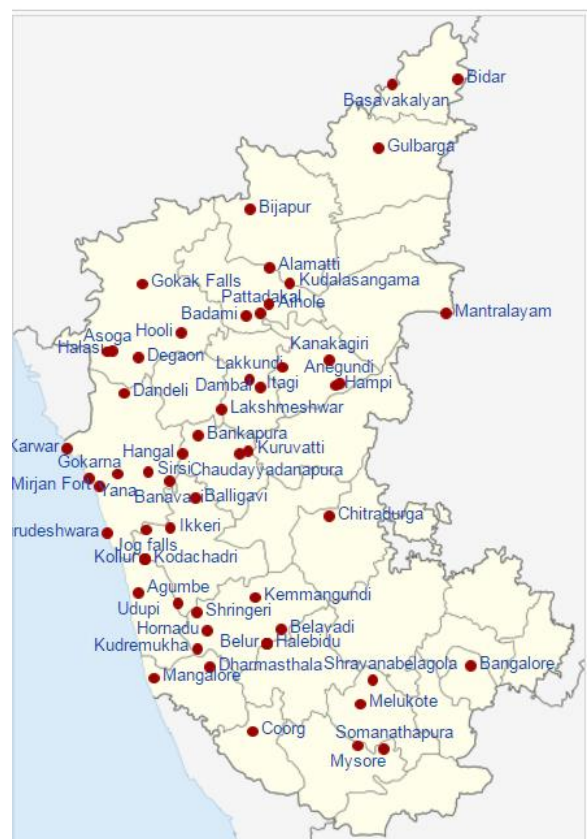 Bidar
Basavakalyan
Gulbarga
Bijapur
Alamatti
Gokak Falls
Kudalasangama
Pattadakal
Aihole
Badami
Mantralayam
Hooli
Asoga
Halasi
Degaon
Kanakagiri
Lakkundi
Anegundi
Dambal
Itagi
Hampi
Dandeli
Lakshmeshwar
Bankapura
Karwar
Hangal
Kuruvatti
Gokarna
Sirsi
Chaudayyadanapura
Mirjan Fort
Yana
Banavasi
Balligavi
Chitradurga
rudeshwara
Ikkeri
Jog falls
Kollur
Kodachadri
Agumbe
Kemmangundi
Udupi
Shringeri
Hornadu
Belavadi
Kudremukha
Belur
Halebidu
Dharmasthala
Shravanabelagola
Bangalore
Mangalore
Melukote
Coorg
Somanathapura
Mysore